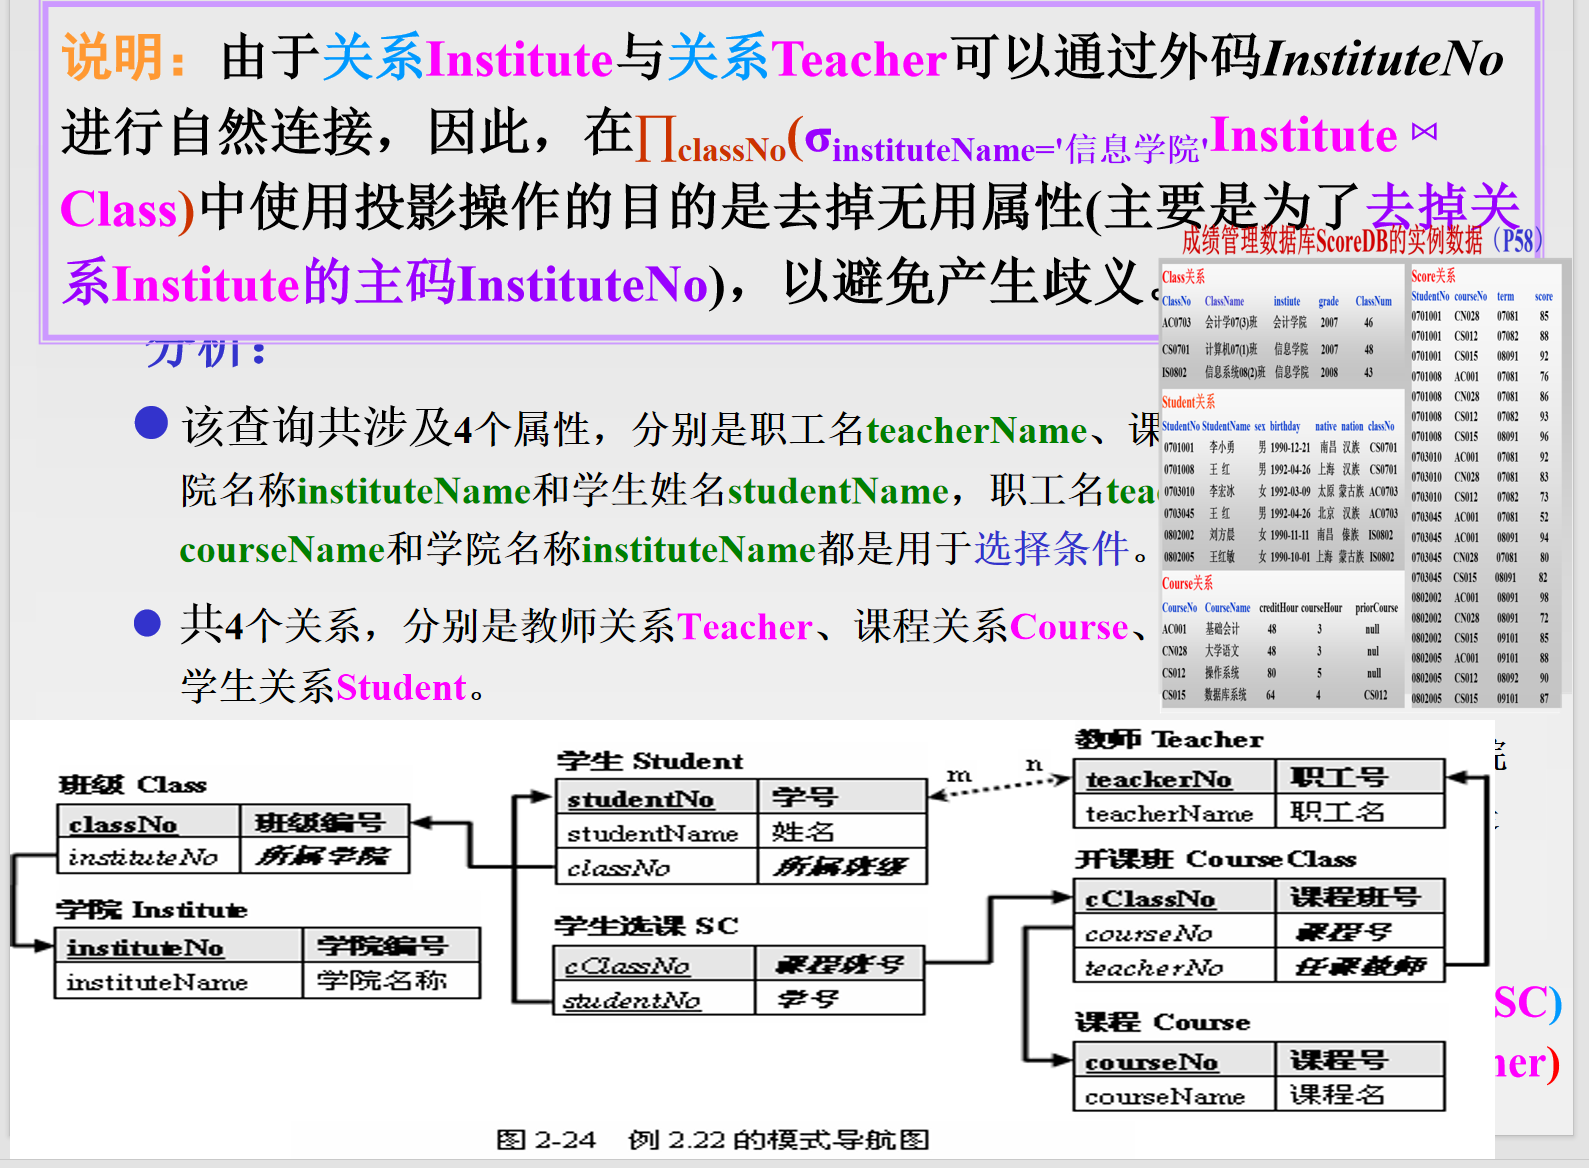 说明：由于关系Institute与关系Teacher可以通过外码InstituteNo
进行自然连接，因此，在∏classNo(σinstituteName='信息学院'Institute ⋈
Class)中使用投影操作的目的是去掉无用属性(主要是为了去掉关
系Institute的主码InstituteNo)，以避免产生歧义。
分析：
该查询共涉及4个属性，分别是职工名teacherName、课
院名称instituteName和学生姓名studentName，职工名tea
courseName和学院名称instituteName都是用于选择条件。
共4个关系，分别是教师关系Teacher、课程关系Course、
学生关系Student。
成绩管理数据库ScoreDB的实例数据（P58）
Class关系
ClassNo ClassName instiute grade ClassNum
AC0703 会计学07(3)班 会计学院 2007 46
CS0701 计算机07(1)班 信息学院 2007 48
IS0802 信息系统08(2)班 信息学院 2008 43
Student关系
StudentNo StudentName sex birthday native nation classNo
0701001 李小勇 男 1990-12-21 南昌 汉族 CS0701
0701008 王 红 男 1992-04-26 上海 汉族 CS0701
0703010 李宏冰 女 1992-03-09 太原 蒙古族 AC0703
0703045 王 红 男 1992-04-26 北京 汉族 AC0703
0802002 刘方晨 女 1990-11-11 南昌 傣族 IS0802
0802005 王红敏 女 1990-10-01 上海 蒙古族 IS0802
Course关系
CourseNo CourseName creditHour courseHour priorCourse
AC001 基础会计 48 3 null
CN028 大学语文 48 3 nul
CS012 操作系统 80 5 null
CS015 数据库系统 64 4 CS012
Score关系
StudentNo courseNo term score
0701001 CN028 07081 85
0701001 CS012 07082 88
0701001 CS015 08091 92
0701008 AC001 07081 76
0701008 CN028 07081 86
0701008 CS012 07082 93
0701008 CS015 08091 96
0703010 AC001 07081 92
0703010 CN028 07081 83
0703010 CS012 07082 73
0703045 AC001 07081 52
0703045 AC001 08091 94
0703045 CN028 07081 80
0703045 CS015 08091 82
0802002 AC001 08091 98
0802002 CN028 08091 72
0802002 CS015 09101 85
0802005 AC001 09101 88
0802005 CS012 08092 90
0802005 CS015 09101 87
班级 Class
classNo 班级编号
instituteNo 所属学院
学院 Institute
instituteNo 学院编号
instituteName 学院名称
学生 Student
studentNo 学号
studentName 姓名
classNo 所属班级
学生选课 SC
cClassNo 课程班号
studentNo 学号
m n
教师 Teacher
teackerNo 职工号
teacherName 职工名
开课班 CourseClass
cClassNo 课程班号
courseNo 课程号
teacherNo 任课教师
课程 Course
courseNo 课程号
courseName 课程名
SC)
her)
图 2-24 例 2.22 的模式导航图